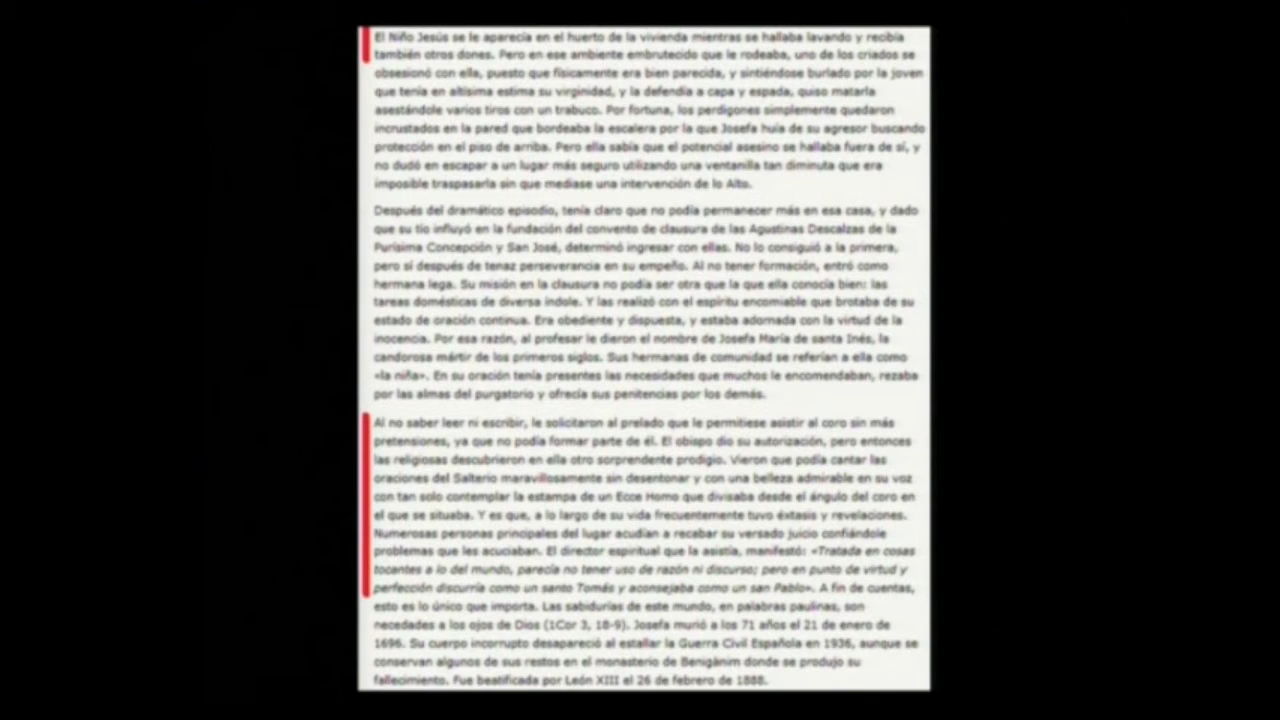 El Niño Jesús se le aparecía en el huerto de la vivienda mientras se hallaba lavando y recibía
también otros dones. Pero en ese ambiente embrutecido que le rodeaba, uno de los criados se
obsesionó con ella, puesto que físicamente era bien parecida, y sintiéndose burlado por la joven
que tenía en altísima estima su virginidad, y la defendía a capa y espada, quiso matarla
asestándole varios tiros con un trabuco. Por fortuna, los perdigones simplemente quedaron
incrustados en la pared que bordeaba la escalera por la que Josefa huía de su agresor buscando
protección en el piso de arriba. Pero ella sabía que el potencial asesino se hallaba fuera de sí, y
no dudó en escapar a un lugar más seguro utilizando una ventanilla tan diminuta que era
imposible traspasarla sin que mediase una intervención de lo Alto.
Después del dramático episodio, tenía claro que no podía permanecer más en esa casa, y dado
que su tío influyó en la fundación del convento de clausura de las Agustinas Descalzas de la
Purísima Concepción y San José, determinó ingresar con ellas. No lo consiguió a la primera,
pero sí después de tenaz perseverancia en su empeño. Al no tener formación, entró como
hermana lega. Su misión en la clausura no podía ser otra que la que ella conocía bien: las
tareas domésticas de diversa índole. Y las realizó con el espíritu encomiable que brotaba de su
estado de oración continua. Era obediente y dispuesta, y estaba adornada con la virtud de la
inocencia. Por esa razón, al profesar le dieron el nombre de Josefa María de santa Inés, la
candorosa mártir de los primeros siglos. Sus hermanas de comunidad se referían a ella como
«la niña». En su oración tenía presentes las necesidades que muchos le encomendaban, rezaba
por las almas del purgatorio y ofrecía sus penitencias por los demás.
Al no saber leer ni escribir, le solicitaron al prelado que le permitiese asistir al coro sin más
pretensiones, ya que no podía formar parte de él. El obispo dio su autorización, pero entonces
las religiosas descubrieron en ella otro sorprendente prodigio. Vieron que podía cantar las
oraciones del Salterio maravillosamente sin desentonar y con una belleza admirable en su voz
con tan solo contemplar la estampa de un Ecce Homo que divisaba desde el ángulo del coro en
el que se situaba. Y es que, a lo largo de su vida frecuentemente tuvo éxtasis y revelaciones.
Numerosas personas principales del lugar acudían a recabar su versado juicio confiándole
problemas que les acuciaban. El director espiritual que la asistía, manifestó: «Tratada en cosas
tocantes a lo del mundo, parecía no tener uso de razón ni discurso; pero en punto de virtud y
perfección discurría como un santo Tomás y aconsejaba como un san Pablo». A fin de cuentas,
esto es lo único que importa. Las sabidurías de este mundo, en palabras paulinas, son
necedades a los ojos de Dios (1Cor 3, 18-9). Josefa murió a los 71 años el 21 de enero de
1696. Su cuerpo incorrupto desapareció al estallar la Guerra Civil Española en 1936, aunque se
conservan algunos de sus restos en el monasterio de Benigánim donde se produjo su
fallecimiento. Fue beatificada por León XIII el 26 de febrero de 1888.